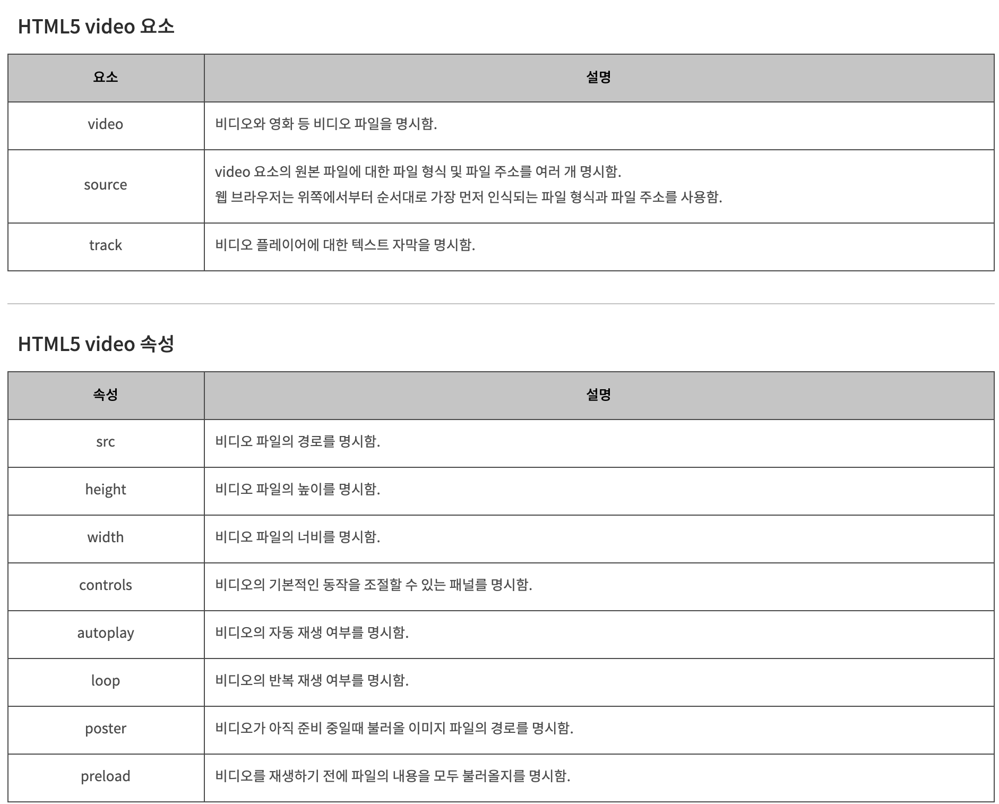 HTML5 video 요소
요소 설명
video 비디오와 영화 등 비디오 파일을 명시함.
source video 요소의 원본 파일에 대한 파일 형식 및 파일 주소를 여러 개 명시함.
웹 브라우저는 위쪽에서부터 순서대로 가장 먼저 인식되는 파일 형식과 파일 주소를 사용함.
track 비디오 플레이어에 대한 텍스트 자막을 명시함.
HTML5 video 속성
속성 설명
src 비디오 파일의 경로를 명시함.
height 비디오 파일의 높이를 명시함.
width 비디오 파일의 너비를 명시함.
controls 비디오의 기본적인 동작을 조절할 수 있는 패널를 명시함.
autoplay 비디오의 자동 재생 여부를 명시함.
loop 비디오의 반복 재생 여부를 명시함.
poster 비디오가 아직 준비 중일때 불러올 이미지 파일의 경로를 명시함.
preload 비디오를 재생하기 전에 파일의 내용을 모두 불러올지를 명시함.